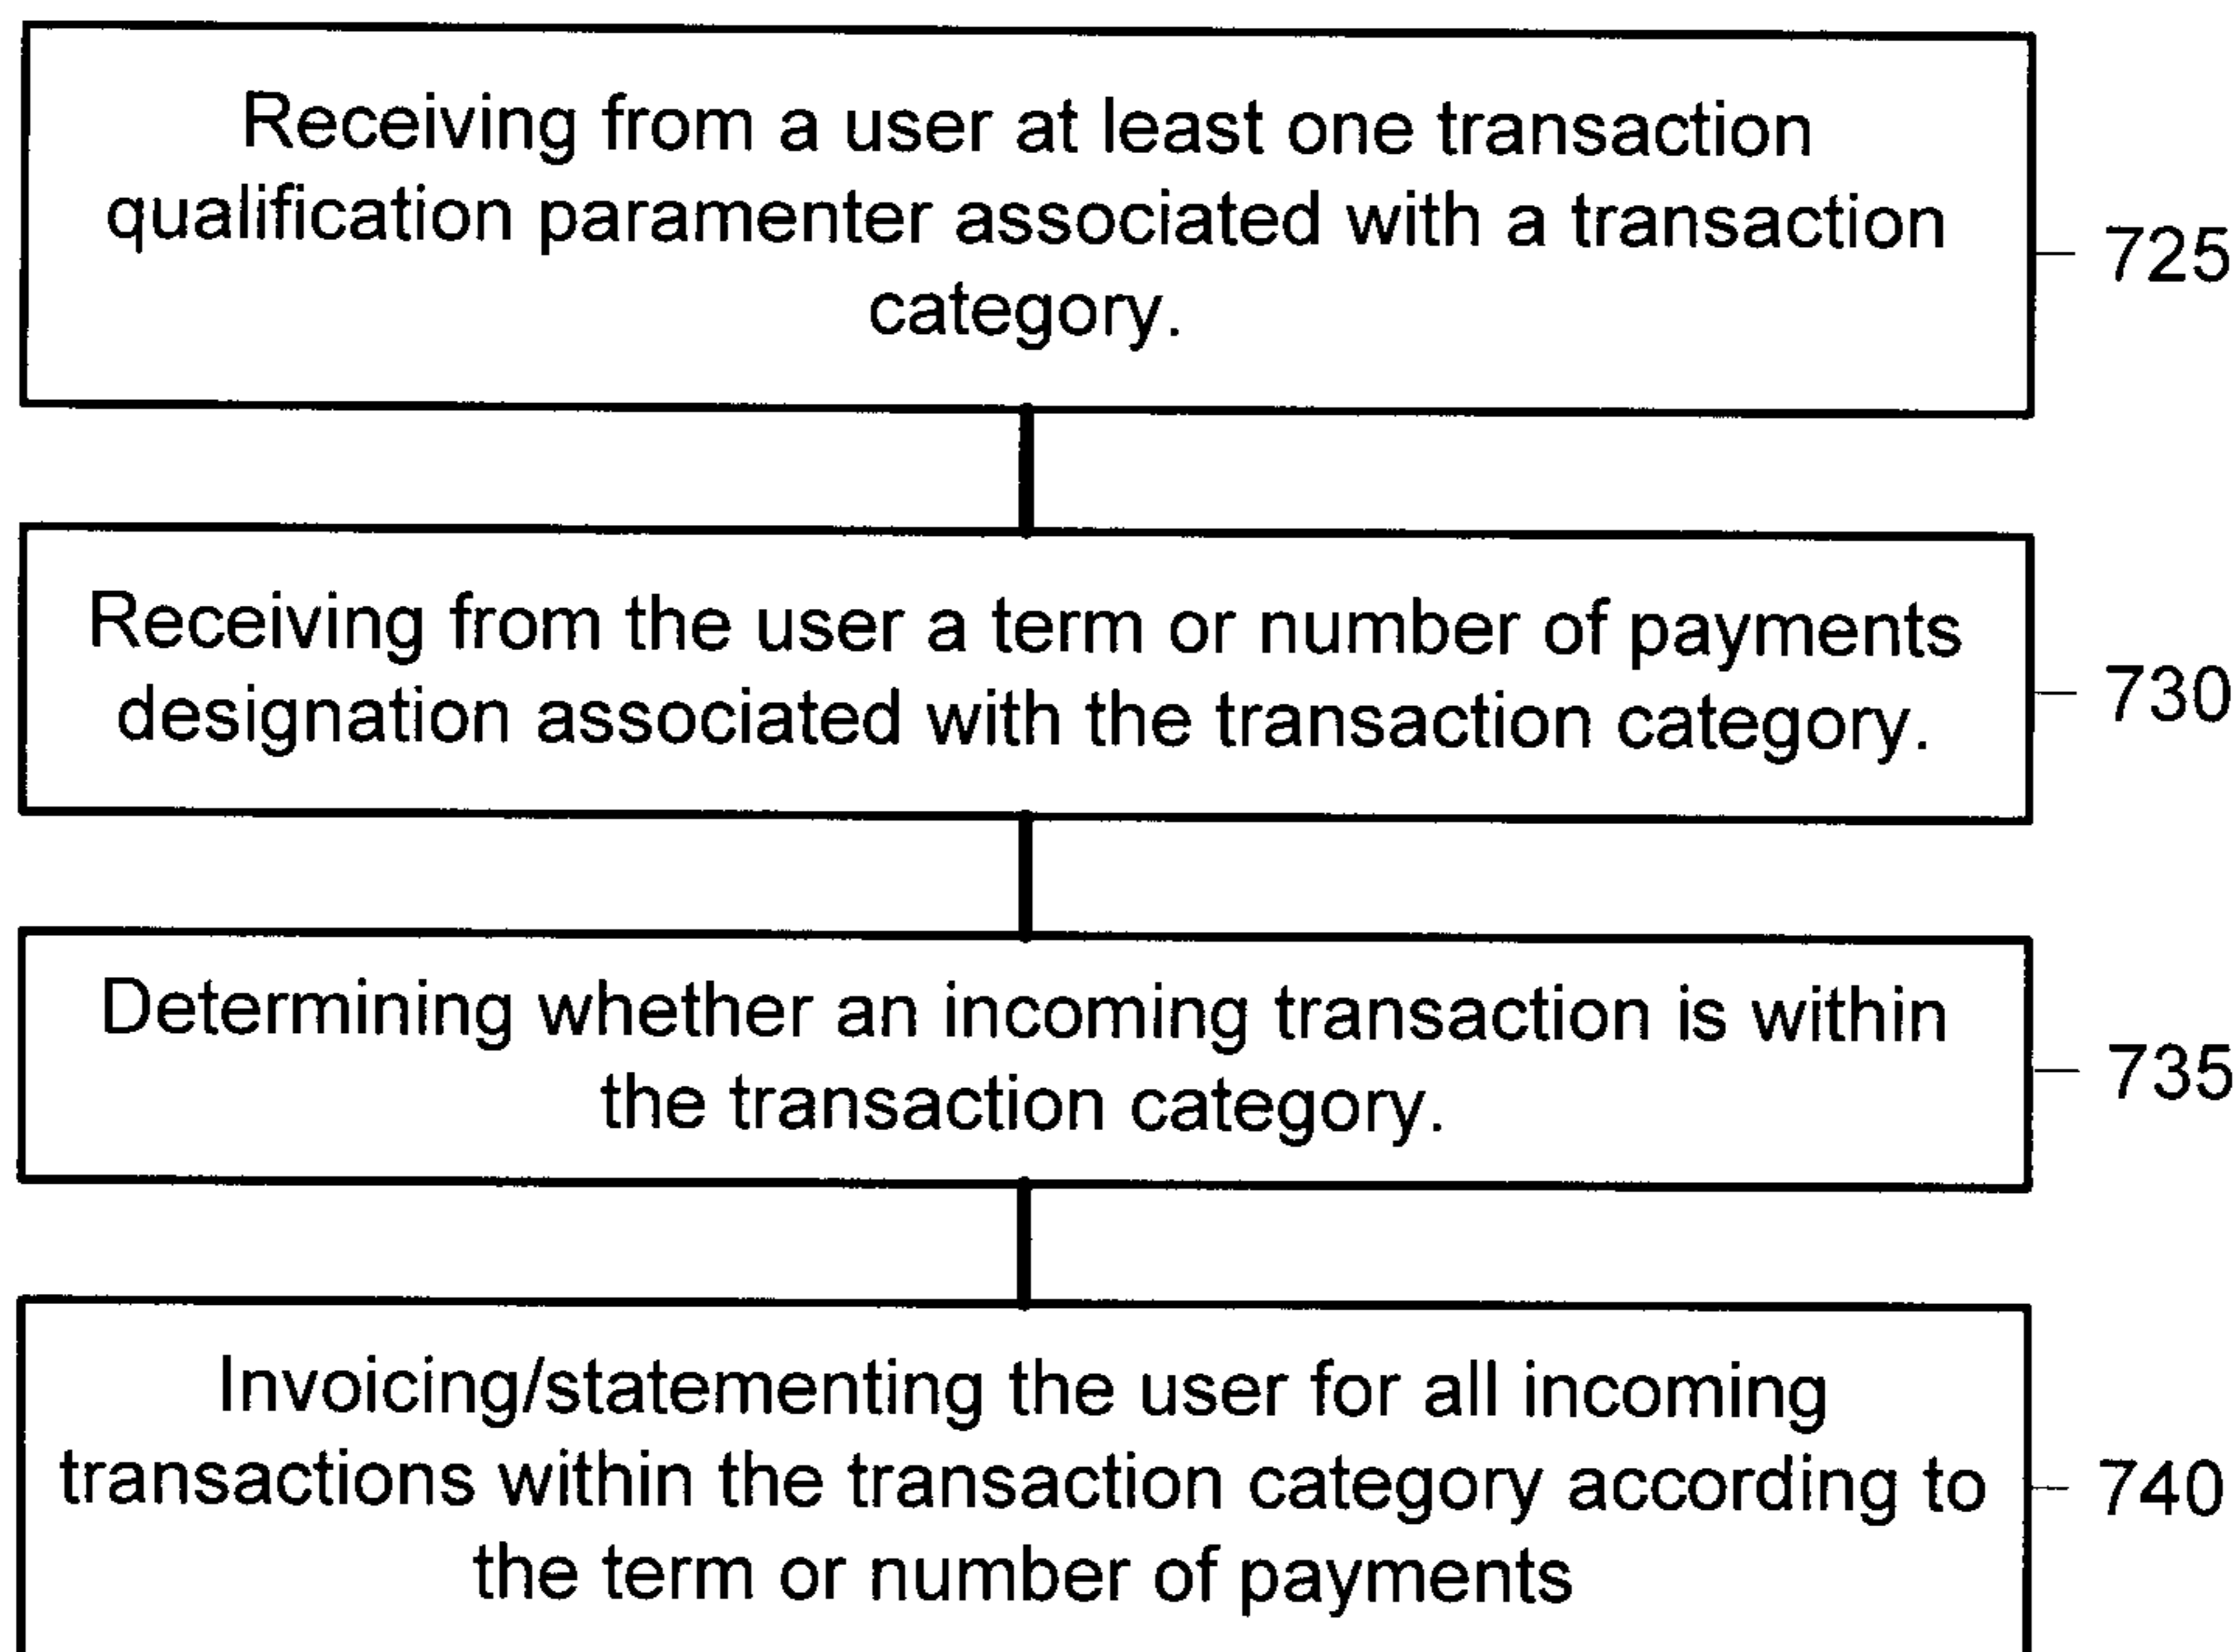 Receiving from a user at least one transaction
qualification paramenter associated with a transaction
category.
725
Receiving from the user a term or number of payments
designation associated with the transaction category.
730
Determining whether an incoming transaction is within
the transaction category.
735
Invoicing/statementing the user for all incoming
transactions within the transaction category according to
the term or number of payments
740